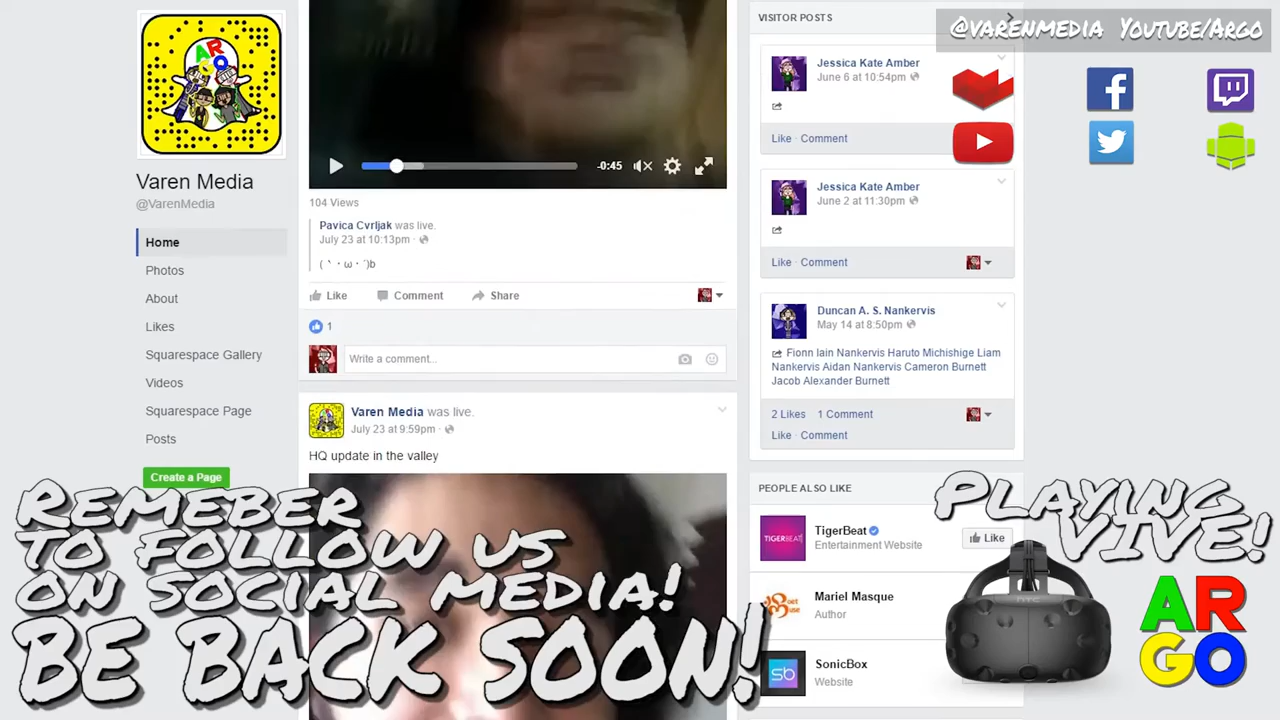 @VARENMEDIA YOUTUBE/ARGO
Varen Media
@VarenMedia
Home
Photos
About
Likes
Squarespace Gallery
Videos
Squarespace Page
Posts
Create a Page
-0:45
104 Views
Pavica Cvrljak was live.
July 23 at 10:13pm ·
( ` ・ω・´)b
Like Comment Share
1
Write a comment...
Varen Media was live.
July 23 at 9:59pm ·
HQ update in the valley
VISITOR POSTS
Jessica Kate Amber
June 6 at 10:54pm
Like · Comment
Jessica Kate Amber
June 2 at 11:30pm
Like · Comment
Duncan A. S. Nankervis
May 14 at 8:50pm
Fionn Iain Nankervis Haruto Michishige Liam
Nankervis Aidan Nankervis Cameron Burnett
Jacob Alexander Burnett
2 Likes 1 Comment
Like · Comment
PEOPLE ALSO LIKE
TigerBeat
Entertainment Website
Like
TIGERBEAT
Mariel Masque
Author
SonicBox
Website
sb
REMEBER
TO FOLLOW US
ON SOCIAL MEDIA!
BE BACK SOON!
PLAYING
VIVE!
hTC
AR
GO